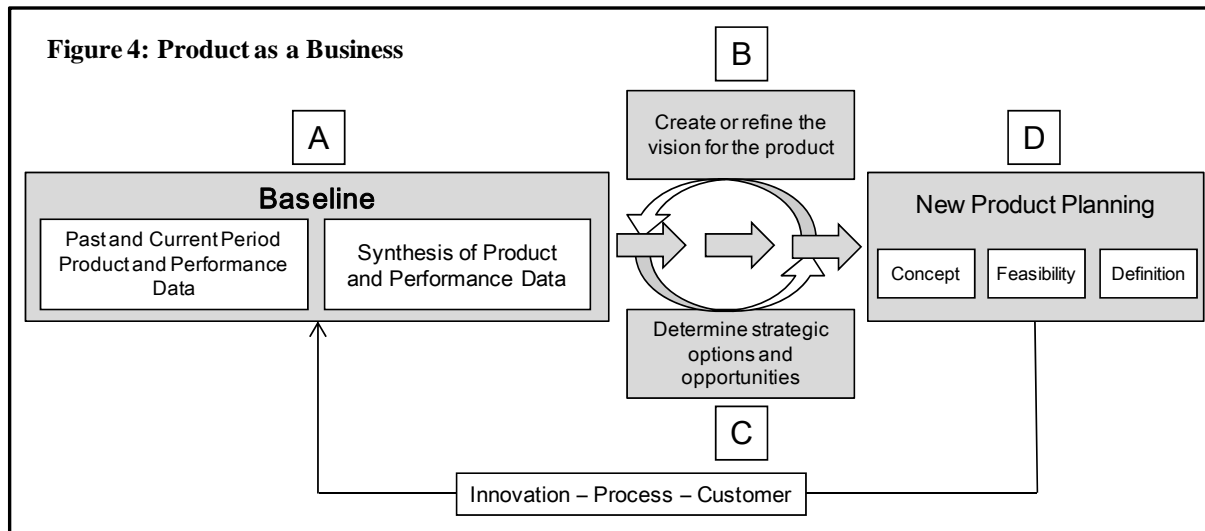 Figure 4: Product as a Business
A
Baseline
Past and Current Period
Product and Performance
Data
Synthesis of Product
and Performance Data
B
Create or refine the
vision for the product
Determine strategic
options and
opportunities
C
D
New Product Planning
Concept
Feasibility
Definition
Innovation – Process – Customer